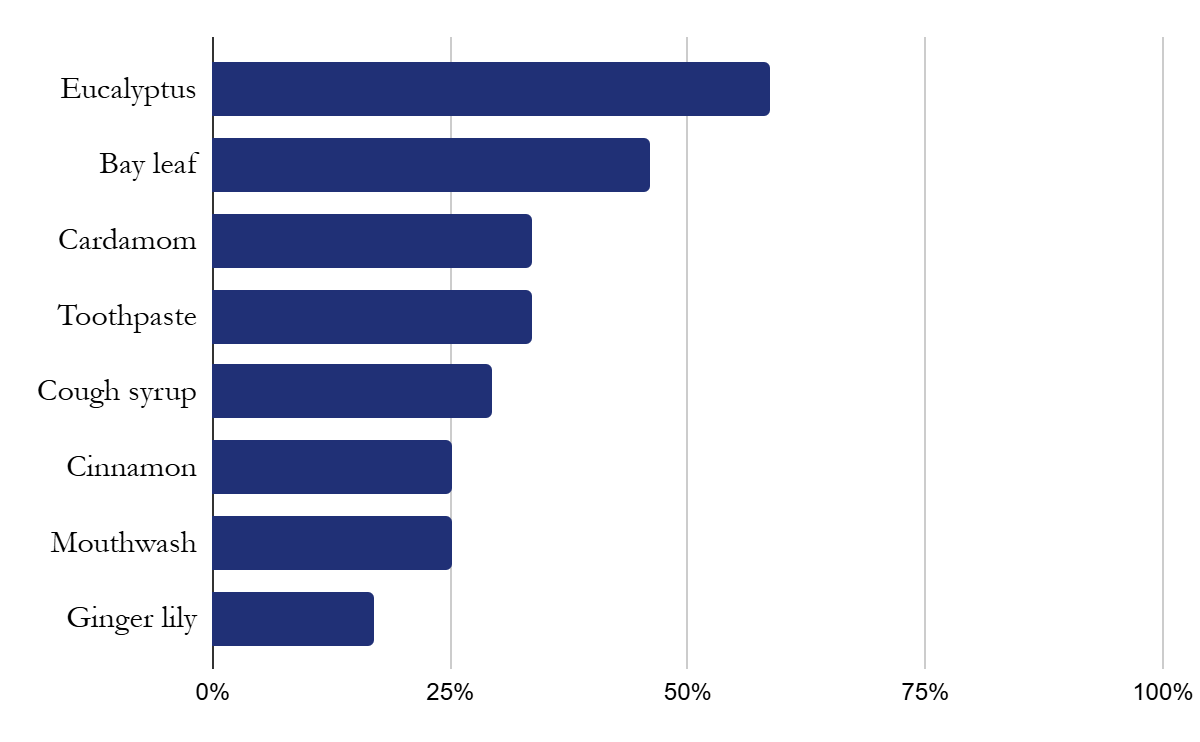 Eucalyptus
Bay leaf
Cardamom
Toothpaste
Cough syrup
Cinnamon
Mouthwash
Ginger lily
0% 25% 50% 75% 100%